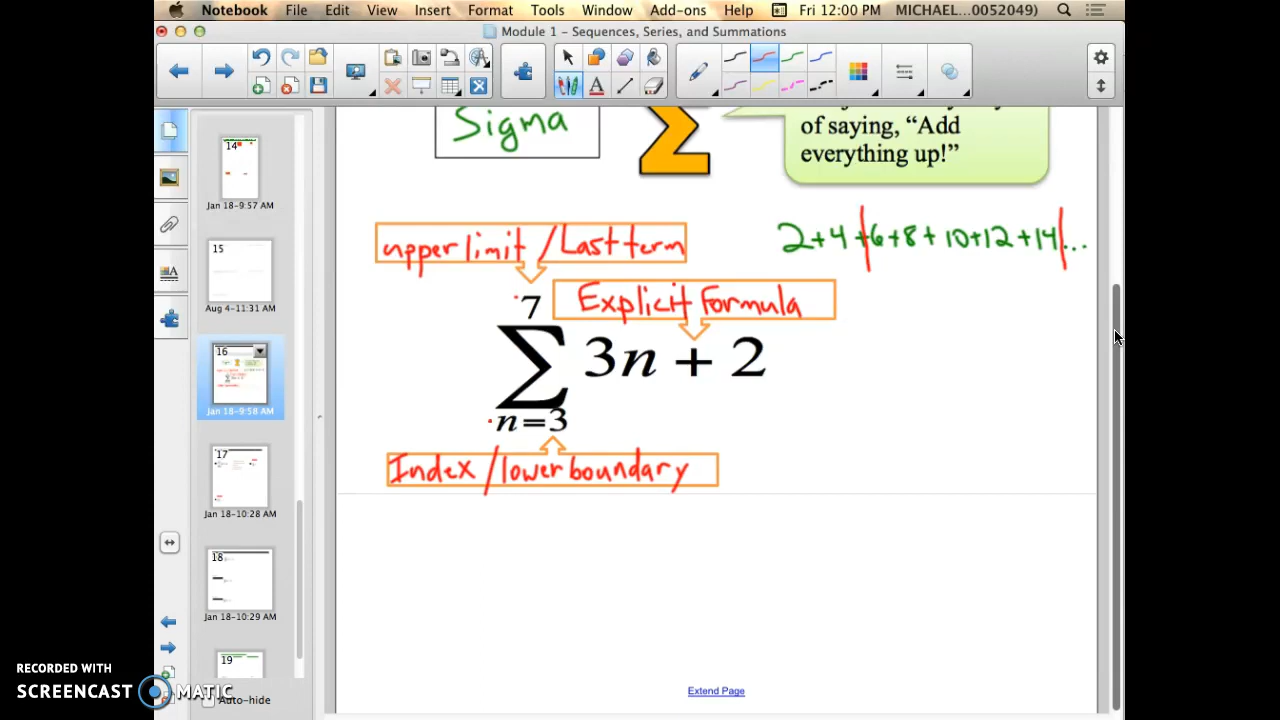 Notebook File Edit View Insert Format Tools Window Add-ons Help Fri 12:00 PM MICHAEL...0052049)
Module 1 – Sequences, Series, and Summations
14
Jan 18-9:57 AM
15
Aug 4-11:31 AM
16
Jan 18-9:58 AM
17
Jan 18-10:28 AM
18
Jan 18-10:29 AM
19
Auto-hide
Sigma
Σ
of saying, “Add
everything up!”
upper limit / Last term
2+4+6+8+10+12+14...
7
Explicit Formula
Σ 3n + 2
n=3
Index / lower boundary
Extend Page
RECORDED WITH
SCREENCAST MATIC